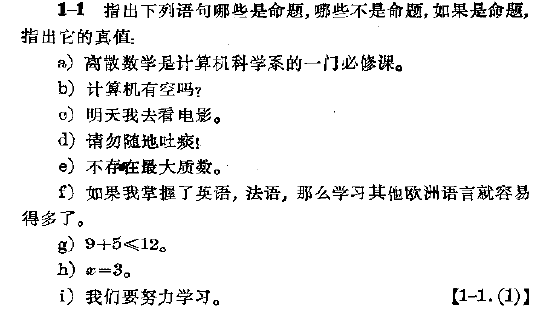 1-1 指出下列语句哪些是命题，哪些不是命题，如果是命题，
指出它的真值：
a) 离散数学是计算机科学系的一门必修课。
b) 计算机有空吗？
c) 明天我去看电影。
d) 请勿随地吐痰！
e) 不存在最大质数。
f) 如果我掌握了英语，法语，那么学习其他欧洲语言就容易
得多了。
g) 9+5≤12。
h) x=3。
i) 我们要努力学习。 【1-1.(1)】